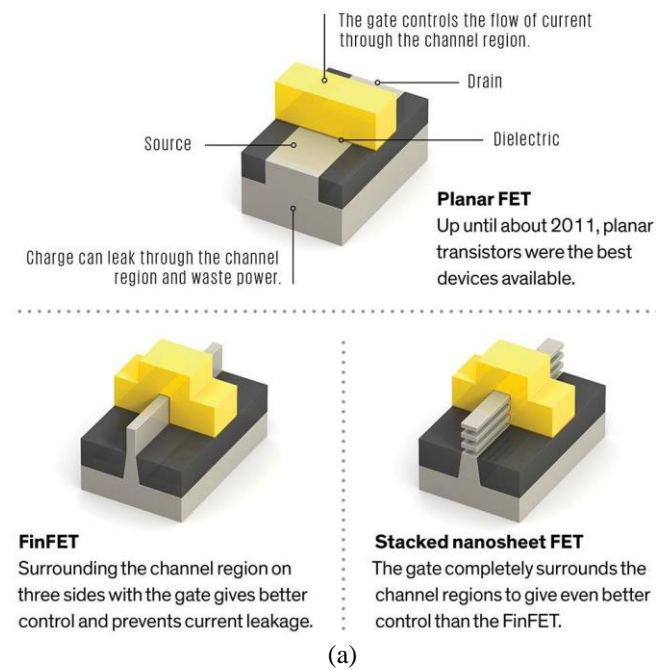 The gate controls the flow of current
through the channel region.
Drain
Source
Dielectric
Planar FET
Up until about 2011, planar
transistors were the best
devices available.
Charge can leak through the channel
region and waste power.
FinFET
Surrounding the channel region on
three sides with the gate gives better
control and prevents current leakage.
Stacked nanosheet FET
The gate completely surrounds the
channel regions to give even better
control than the FinFET.
(a)